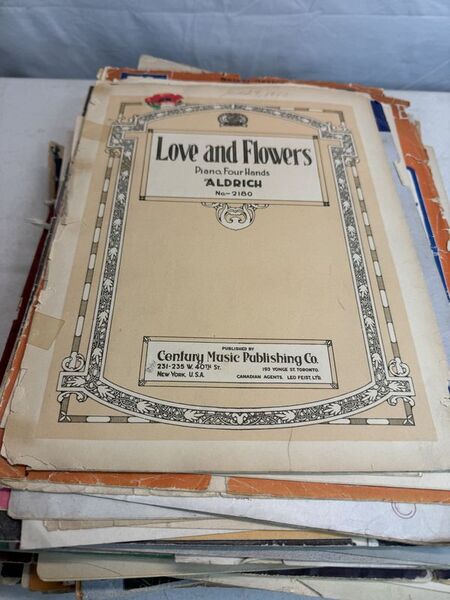 Love and Flowers
Piano, Four Hands
ALDRICH
No.- 2180
PUBLISHED BY
Century Music Publishing Co.
231-235 W. 40TH ST.
NEW YORK, U.S.A.
193 YONGE ST. TORONTO.
CANADIAN AGENTS, LEO FEIST, LTD.